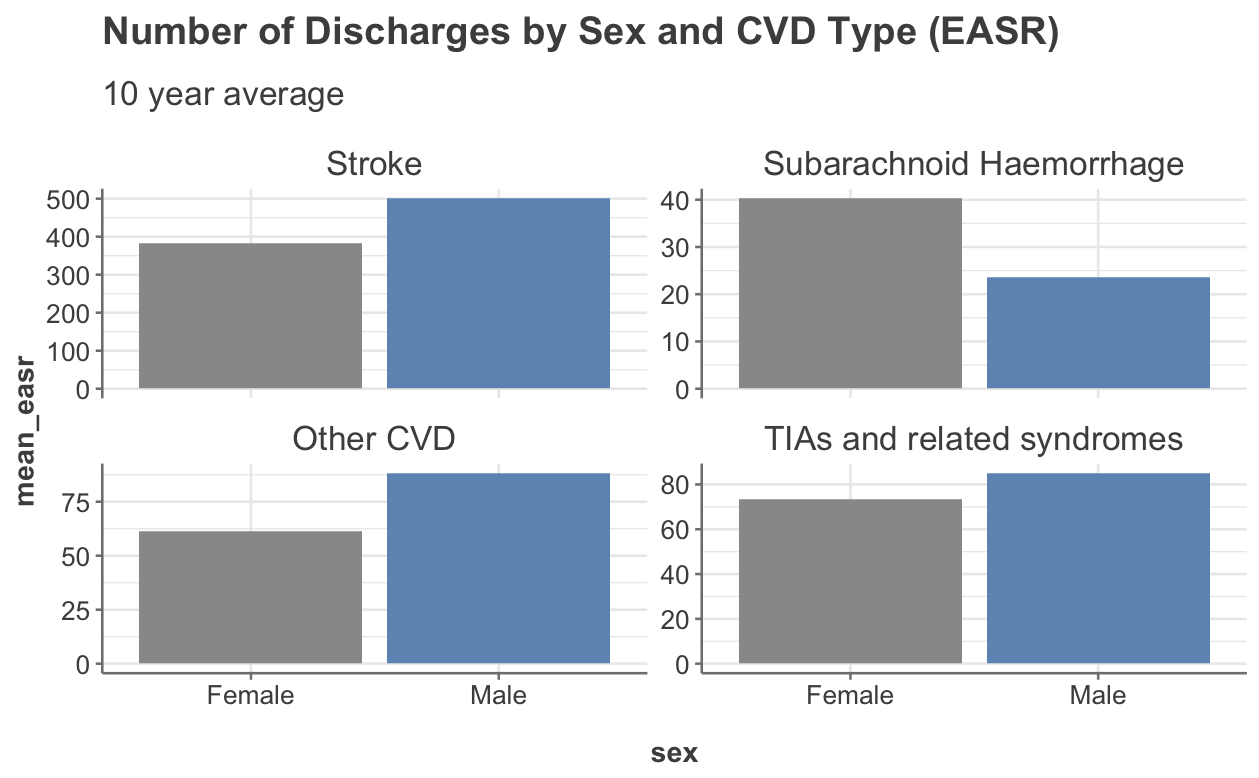 Number of Discharges by Sex and CVD Type (EASR)
10 year average
Stroke
500
400
300
200
100
0
Subarachnoid Haemorrhage
40
30
20
10
0
mean_easr
Other CVD
75
50
25
0
Female
Male
TIAs and related syndromes
80
60
40
20
0
Female
Male
sex